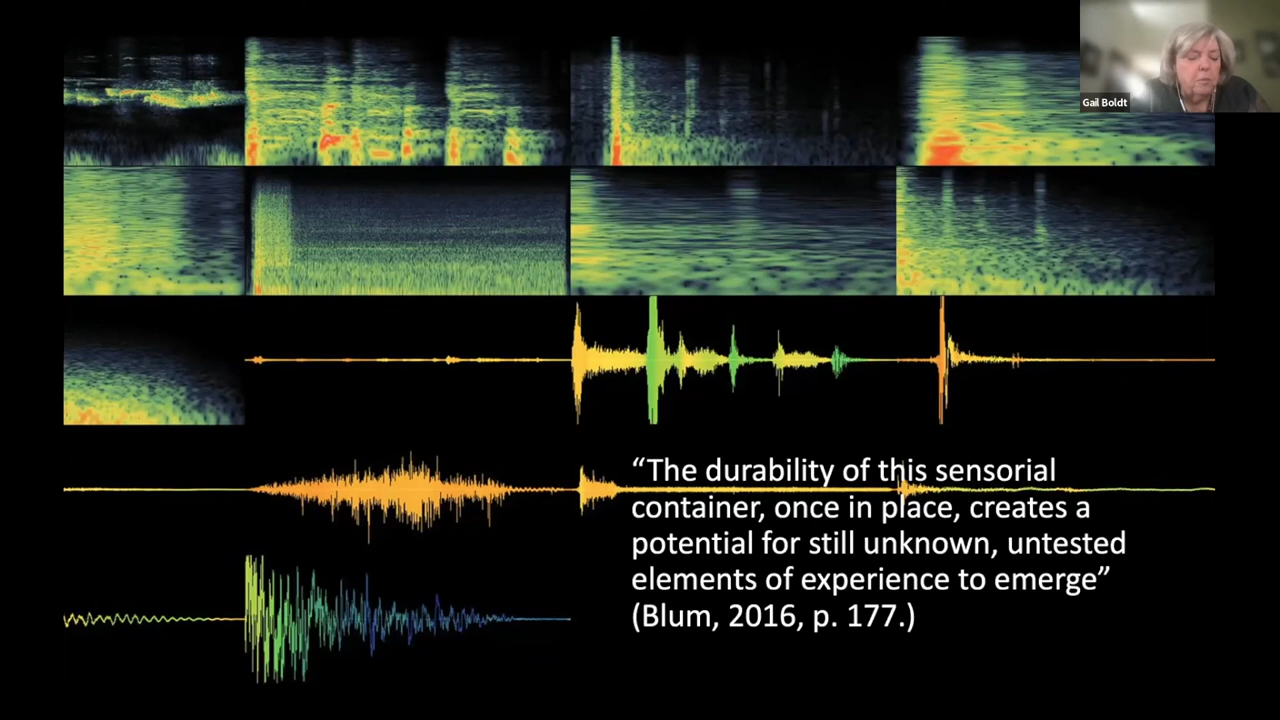 Gail Boldt
“The durability of this sensorial
container, once in place, creates a
potential for still unknown, untested
elements of experience to emerge”
(Blum, 2016, p. 177.)